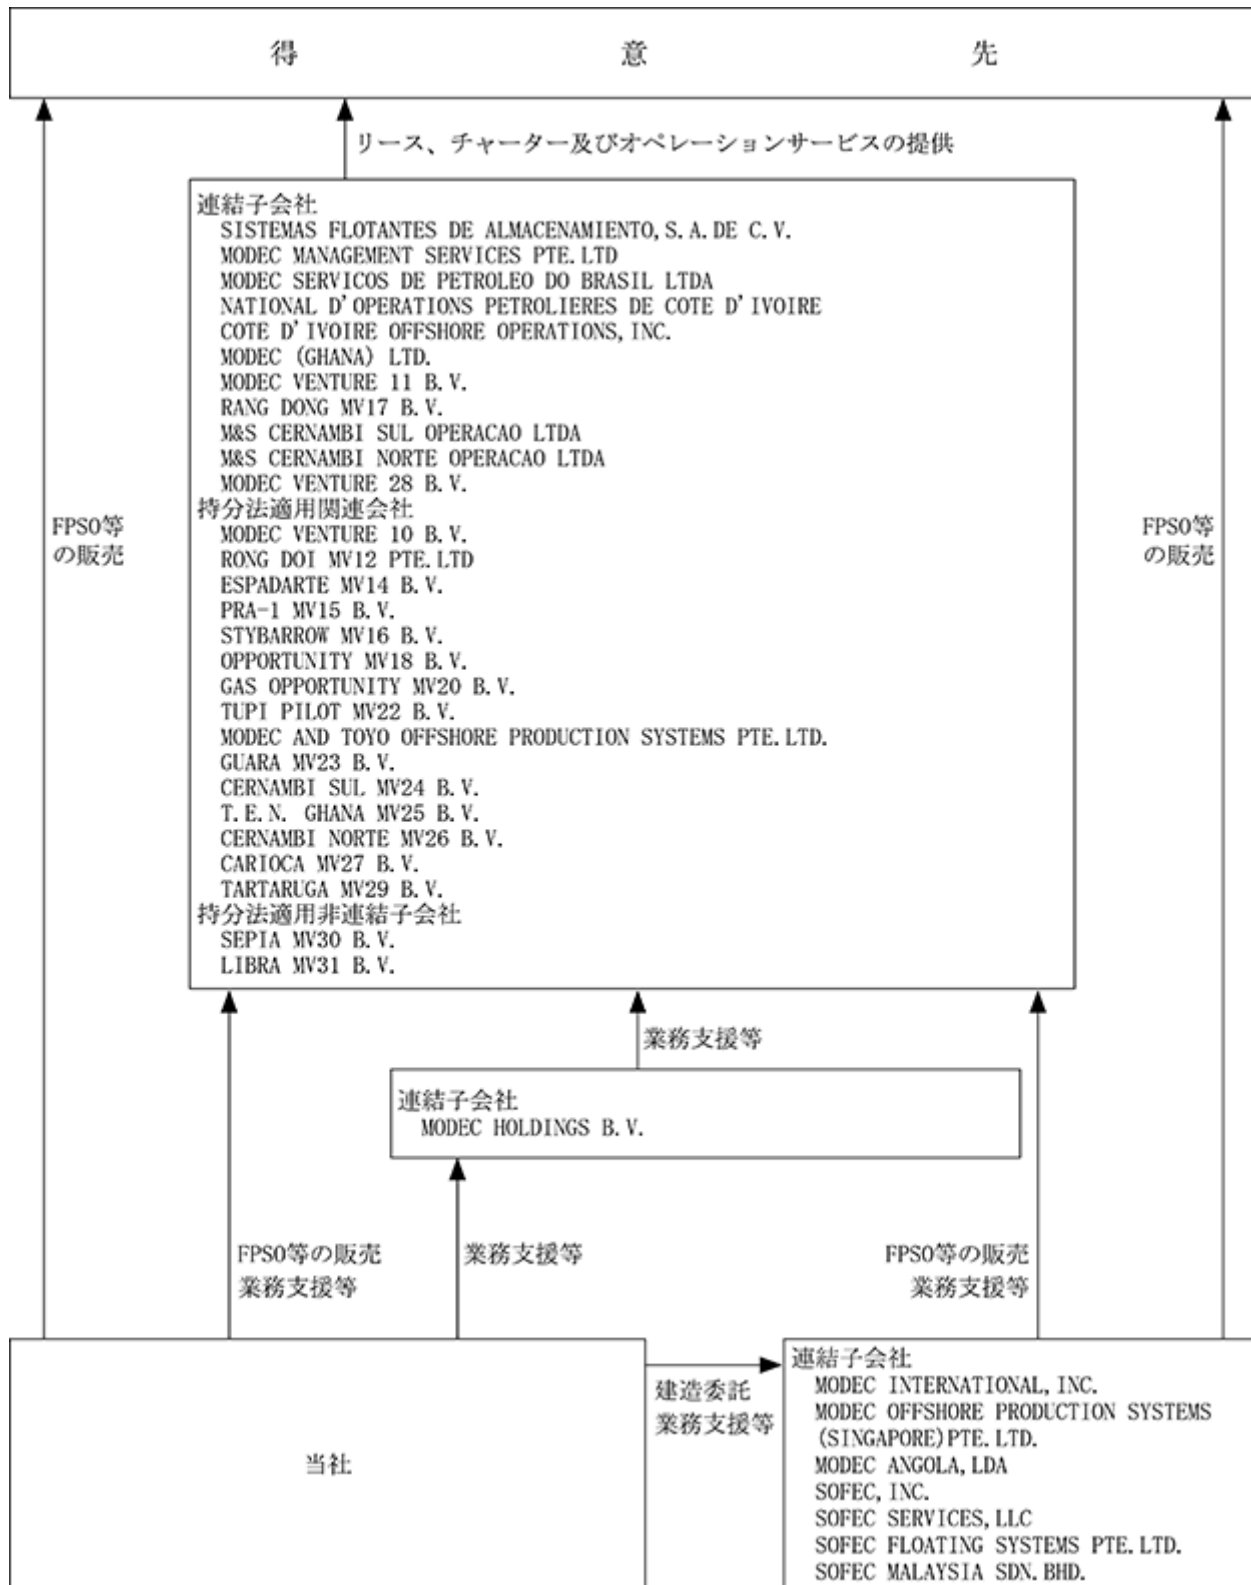 得意先
リース、チャーター及びオペレーションサービスの提供
連結子会社
SISTEMAS FLOTANTES DE ALMACENAMIENTO,S.A.DE C.V.
MODEC MANAGEMENT SERVICES PTE.LTD
MODEC SERVICOS DE PETROLEO DO BRASIL LTDA
NATIONAL D'OPERATIONS PETROLIERES DE COTE D'IVOIRE
COTE D'IVOIRE OFFSHORE OPERATIONS,INC.
MODEC (GHANA) LTD.
MODEC VENTURE 11 B.V.
RANG DONG MV17 B.V.
M&S CERNAMBI SUL OPERACAO LTDA
M&S CERNAMBI NORTE OPERACAO LTDA
MODEC VENTURE 28 B.V.
持分法適用関連会社
MODEC VENTURE 10 B.V.
RONG DOI MV12 PTE.LTD
ESPADARTE MV14 B.V.
PRA-1 MV15 B.V.
STYBARROW MV16 B.V.
OPPORTUNITY MV18 B.V.
GAS OPPORTUNITY MV20 B.V.
TUPI PILOT MV22 B.V.
MODEC AND TOYO OFFSHORE PRODUCTION SYSTEMS PTE.LTD.
GUARA MV23 B.V.
CERNAMBI SUL MV24 B.V.
T.E.N. GHANA MV25 B.V.
CERNAMBI NORTE MV26 B.V.
CARIOCA MV27 B.V.
TARTARUGA MV29 B.V.
持分法適用非連結子会社
SEPIA MV30 B.V.
LIBRA MV31 B.V.
FPSO等
の販売
FPSO等
の販売
業務支援等
連結子会社
MODEC HOLDINGS B.V.
FPSO等の販売
業務支援等
業務支援等
FPSO等の販売
業務支援等
当社
建造委託
業務支援等
連結子会社
MODEC INTERNATIONAL,INC.
MODEC OFFSHORE PRODUCTION SYSTEMS
(SINGAPORE)PTE.LTD.
MODEC ANGOLA,LDA
SOFEC,INC.
SOFEC SERVICES,LLC
SOFEC FLOATING SYSTEMS PTE.LTD.
SOFEC MALAYSIA SDN.BHD.